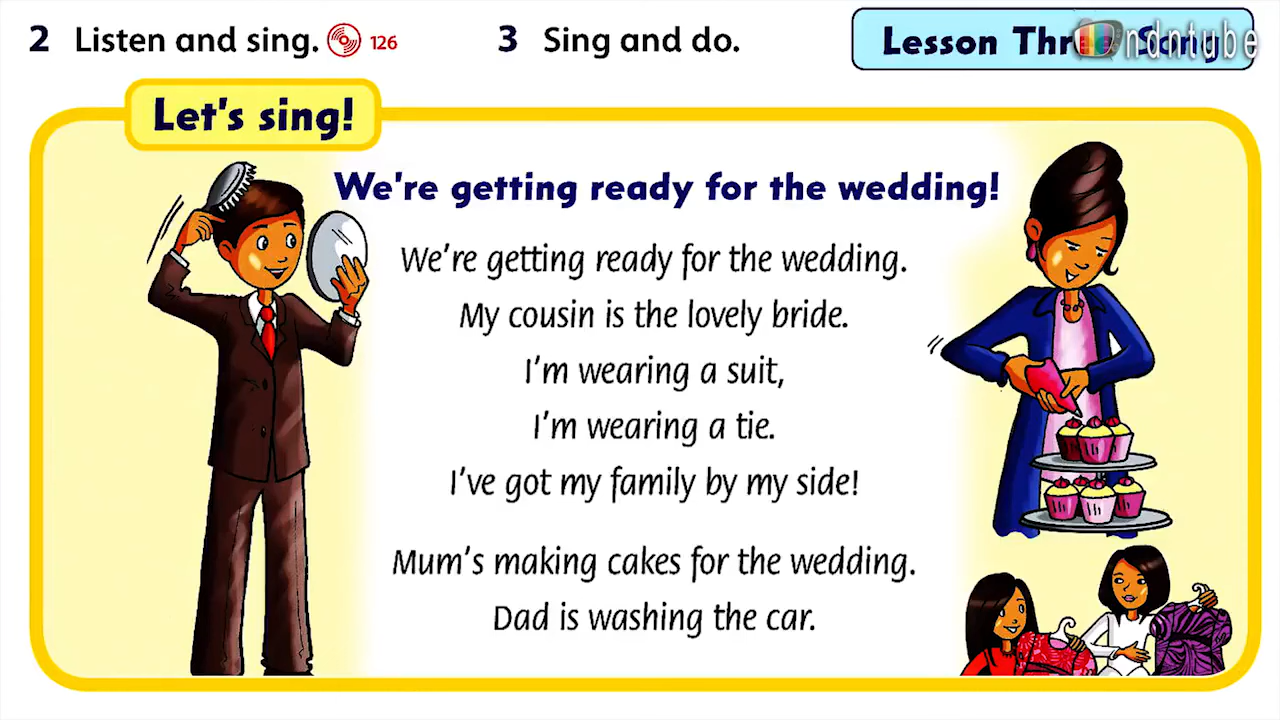 2 Listen and sing. 126
3 Sing and do.
Lesson Song
ndntube
Let's sing!
We're getting ready for the wedding!
We're getting ready for the wedding.
My cousin is the lovely bride.
I'm wearing a suit,
I'm wearing a tie.
I've got my family by my side!
Mum's making cakes for the wedding.
Dad is washing the car.